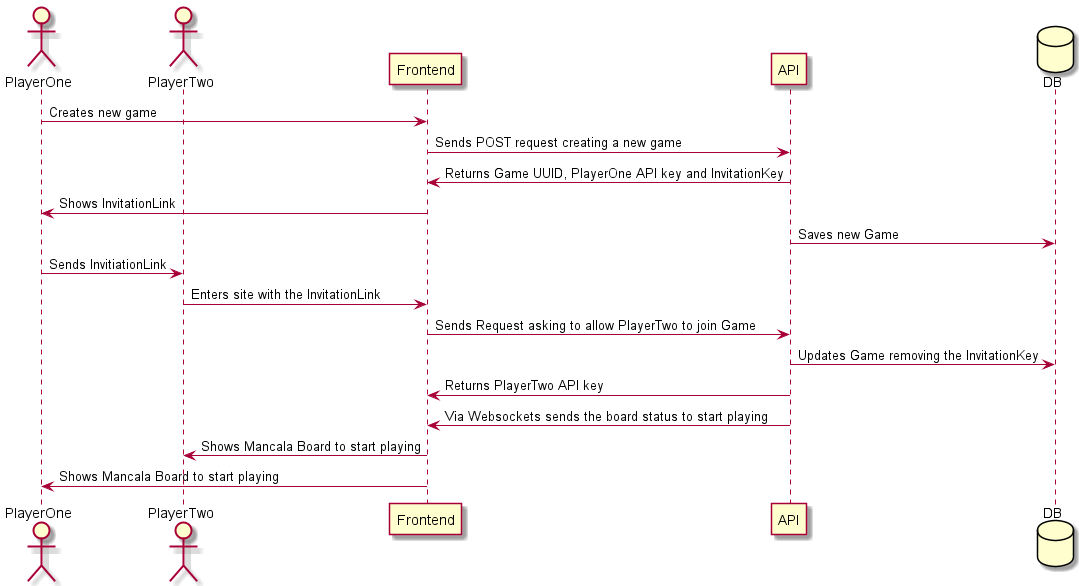 PlayerOne
PlayerTwo
Frontend
API
DB
Creates new game
Sends POST request creating a new game
Returns Game UUID, PlayerOne API key and InvitationKey
Shows InvitationLink
Saves new Game
Sends InvitiationLink
Enters site with the InvitationLink
Sends Request asking to allow PlayerTwo to join Game
Updates Game removing the InvitationKey
Returns PlayerTwo API key
Via Websockets sends the board status to start playing
Shows Mancala Board to start playing
Shows Mancala Board to start playing
PlayerOne
PlayerTwo
Frontend
API
DB